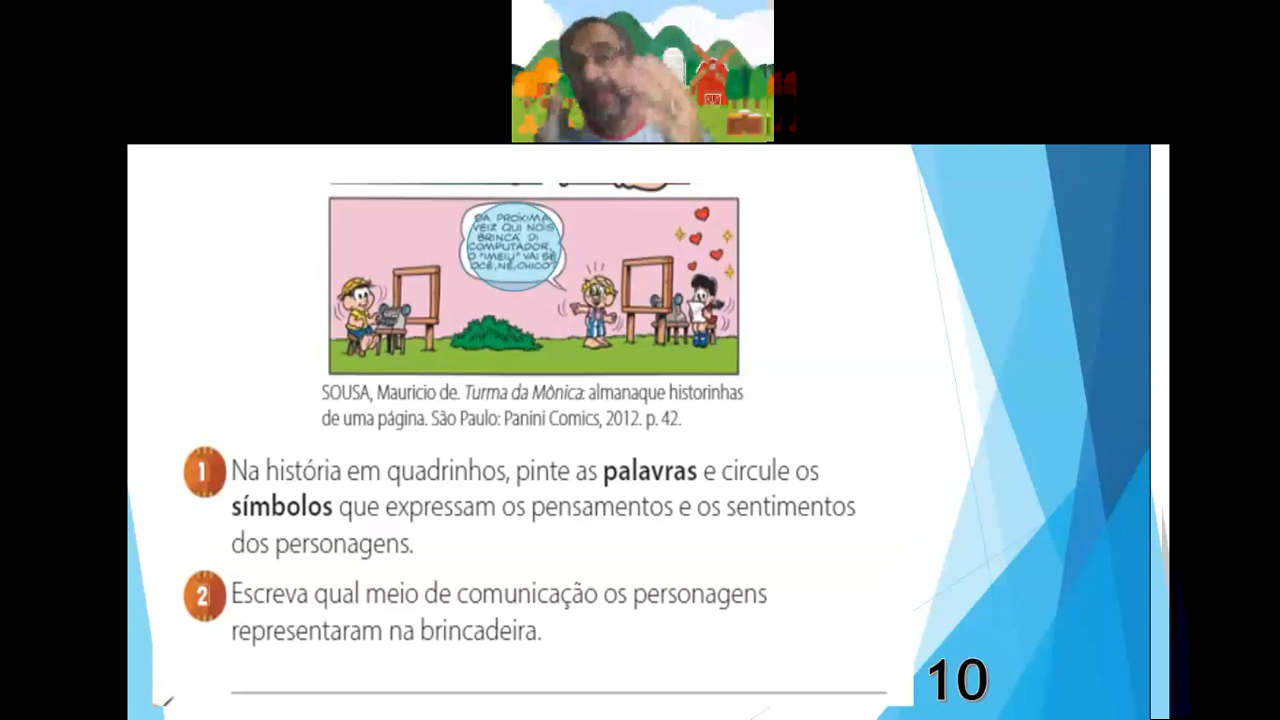 DA PRÓXIMA
VEIZ QUI NÓIS
BRINCÁ DI
COMPUTADOR,
O "IMEIU" VAI SÊ
OCÊ, NÉ, CHICO?
SOUSA, Mauricio de. Turma da Mônica: almanaque historinhas
de uma página. São Paulo: Panini Comics, 2012. p. 42.
1 Na história em quadrinhos, pinte as palavras e circule os
símbolos que expressam os pensamentos e os sentimentos
dos personagens.
2 Escreva qual meio de comunicação os personagens
representaram na brincadeira.
10